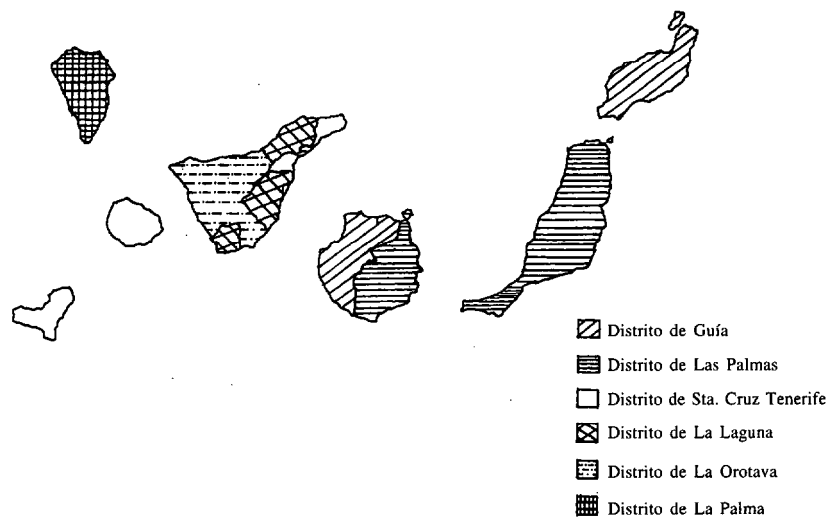 Distrito de Guía
Distrito de Las Palmas
Distrito de Sta. Cruz Tenerife
Distrito de La Laguna
Distrito de La Orotava
Distrito de La Palma